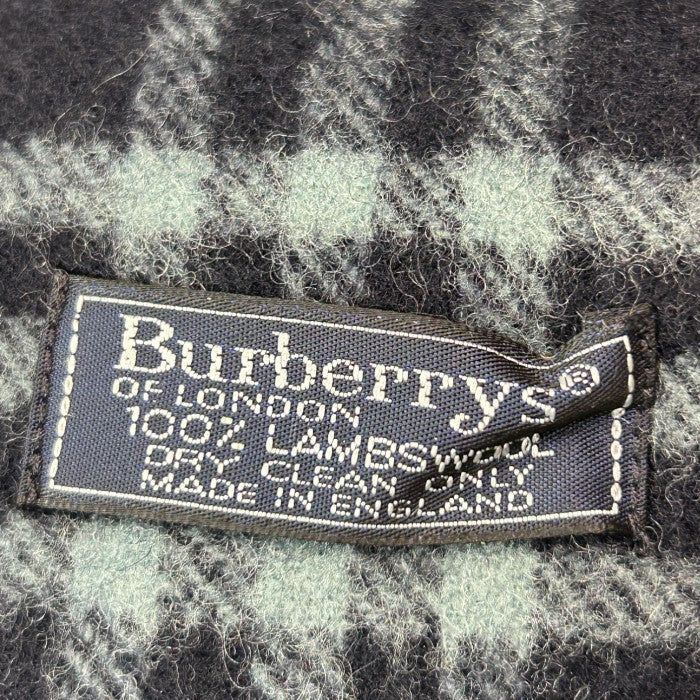 Burberrys®
OF LONDON
100% LAMBSWOOL
DRY CLEAN ONLY
MADE IN ENGLAND